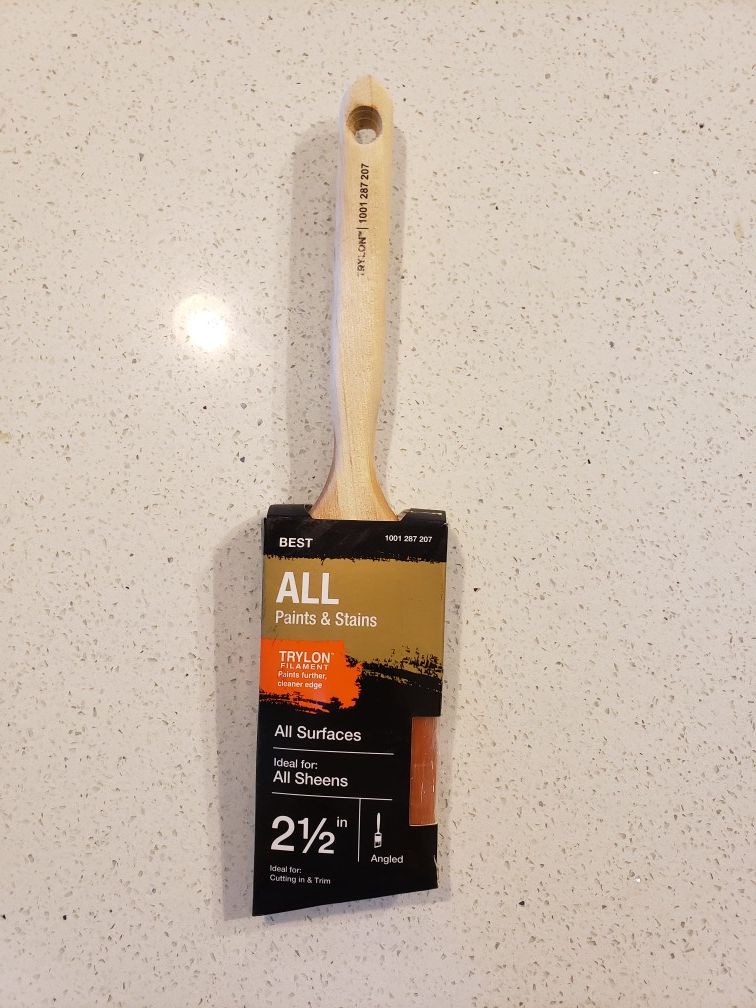 TRYLON™ | 1001 287 207
BEST
1001 287 207
ALL
Paints & Stains
TRYLON™
FILAMENT
Paints further,
cleaner edge
All Surfaces
Ideal for:
All Sheens
2½ in
Angled
Ideal for:
Cutting in & Trim